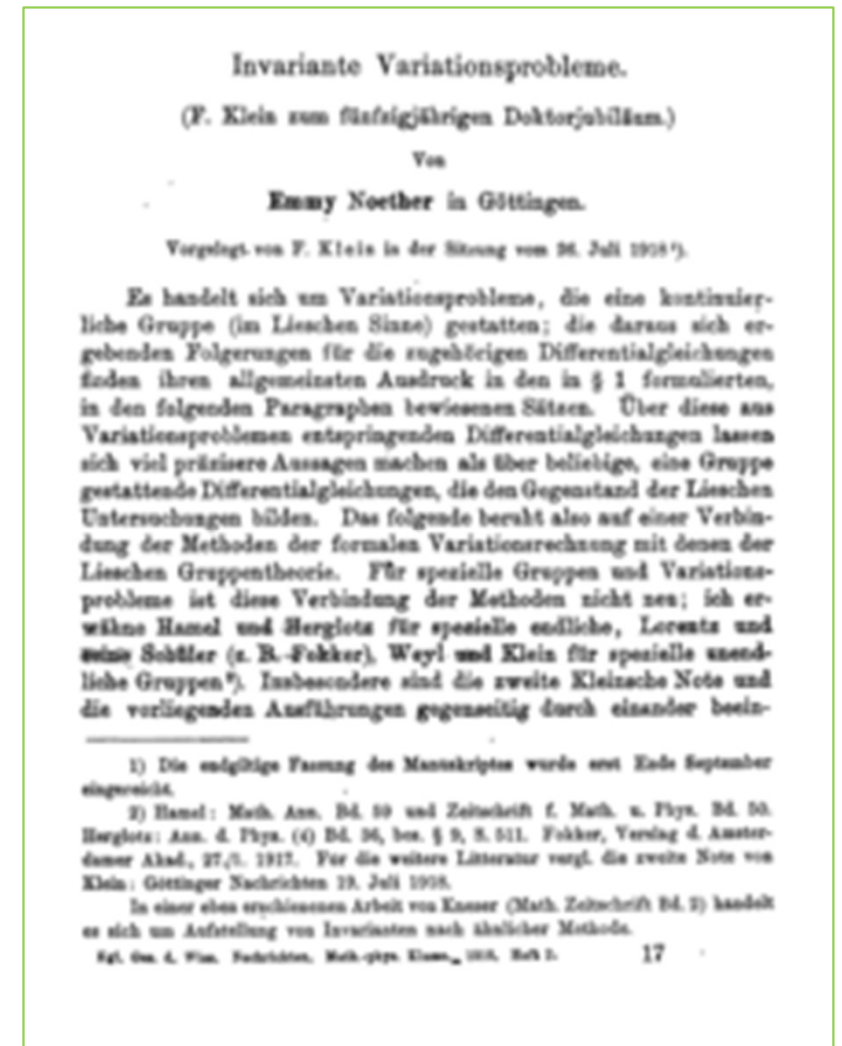 Invariante Variationsprobleme.
(F. Klein zum fünfzigjährigen Doktorjubiläum.)
Von
Emmy Noether in Göttingen.
Vorgelegt von F. Klein in der Sitzung vom 26. Juli 1918¹).
Es handelt sich um Variationsprobleme, die eine kontinuier-
liche Gruppe (im Lieschen Sinne) gestatten; die daraus sich er-
gebenden Folgerungen für die zugehörigen Differentialgleichungen
finden ihren allgemeinsten Ausdruck in den in § 1 formulierten,
in den folgenden Paragraphen bewiesenen Sätzen. Über diese aus
Variationsproblemen entspringenden Differentialgleichungen lassen
sich viel präzisere Aussagen machen als über beliebige, eine Gruppe
gestattende Differentialgleichungen, die den Gegenstand der Lieschen
Untersuchungen bilden. Das folgende beruht also auf einer Verbin-
dung der Methoden der formalen Variationsrechnung mit denen der
Lieschen Gruppentheorie. Für spezielle Gruppen und Variations-
probleme ist diese Verbindung der Methoden nicht neu; ich er-
wähne Hamel und Herglotz für spezielle endliche, Lorentz und
seine Schüler (z. B. Fokker), Weyl und Klein für spezielle unend-
liche Gruppen²). Insbesondere sind die zweite Kleinsche Note und
die vorliegenden Ausführungen gegenseitig durch einander beein-
1) Die endgiltige Fassung des Manuskriptes wurde erst Ende September
eingereicht.
2) Hamel: Math. Ann. Bd. 59 und Zeitschrift f. Math. u. Phys. Bd. 50.
Herglotz: Ann. d. Phys. (4) Bd. 36, bes. § 9, S. 511. Fokker, Verslag d. Amster-
damer Akad., 27./1. 1917. Für die weitere Litteratur vergl. die zweite Note von
Klein: Göttinger Nachrichten 19. Juli 1918.
In einer eben erschienenen Arbeit von Kneser (Math. Zeitschrift Bd. 2) handelt
es sich um Aufstellung von Invarianten nach ähnlicher Methode.
Kgl. Ges. d. Wiss. Nachrichten. Math.-phys. Klasse. 1918. Heft 2. 17